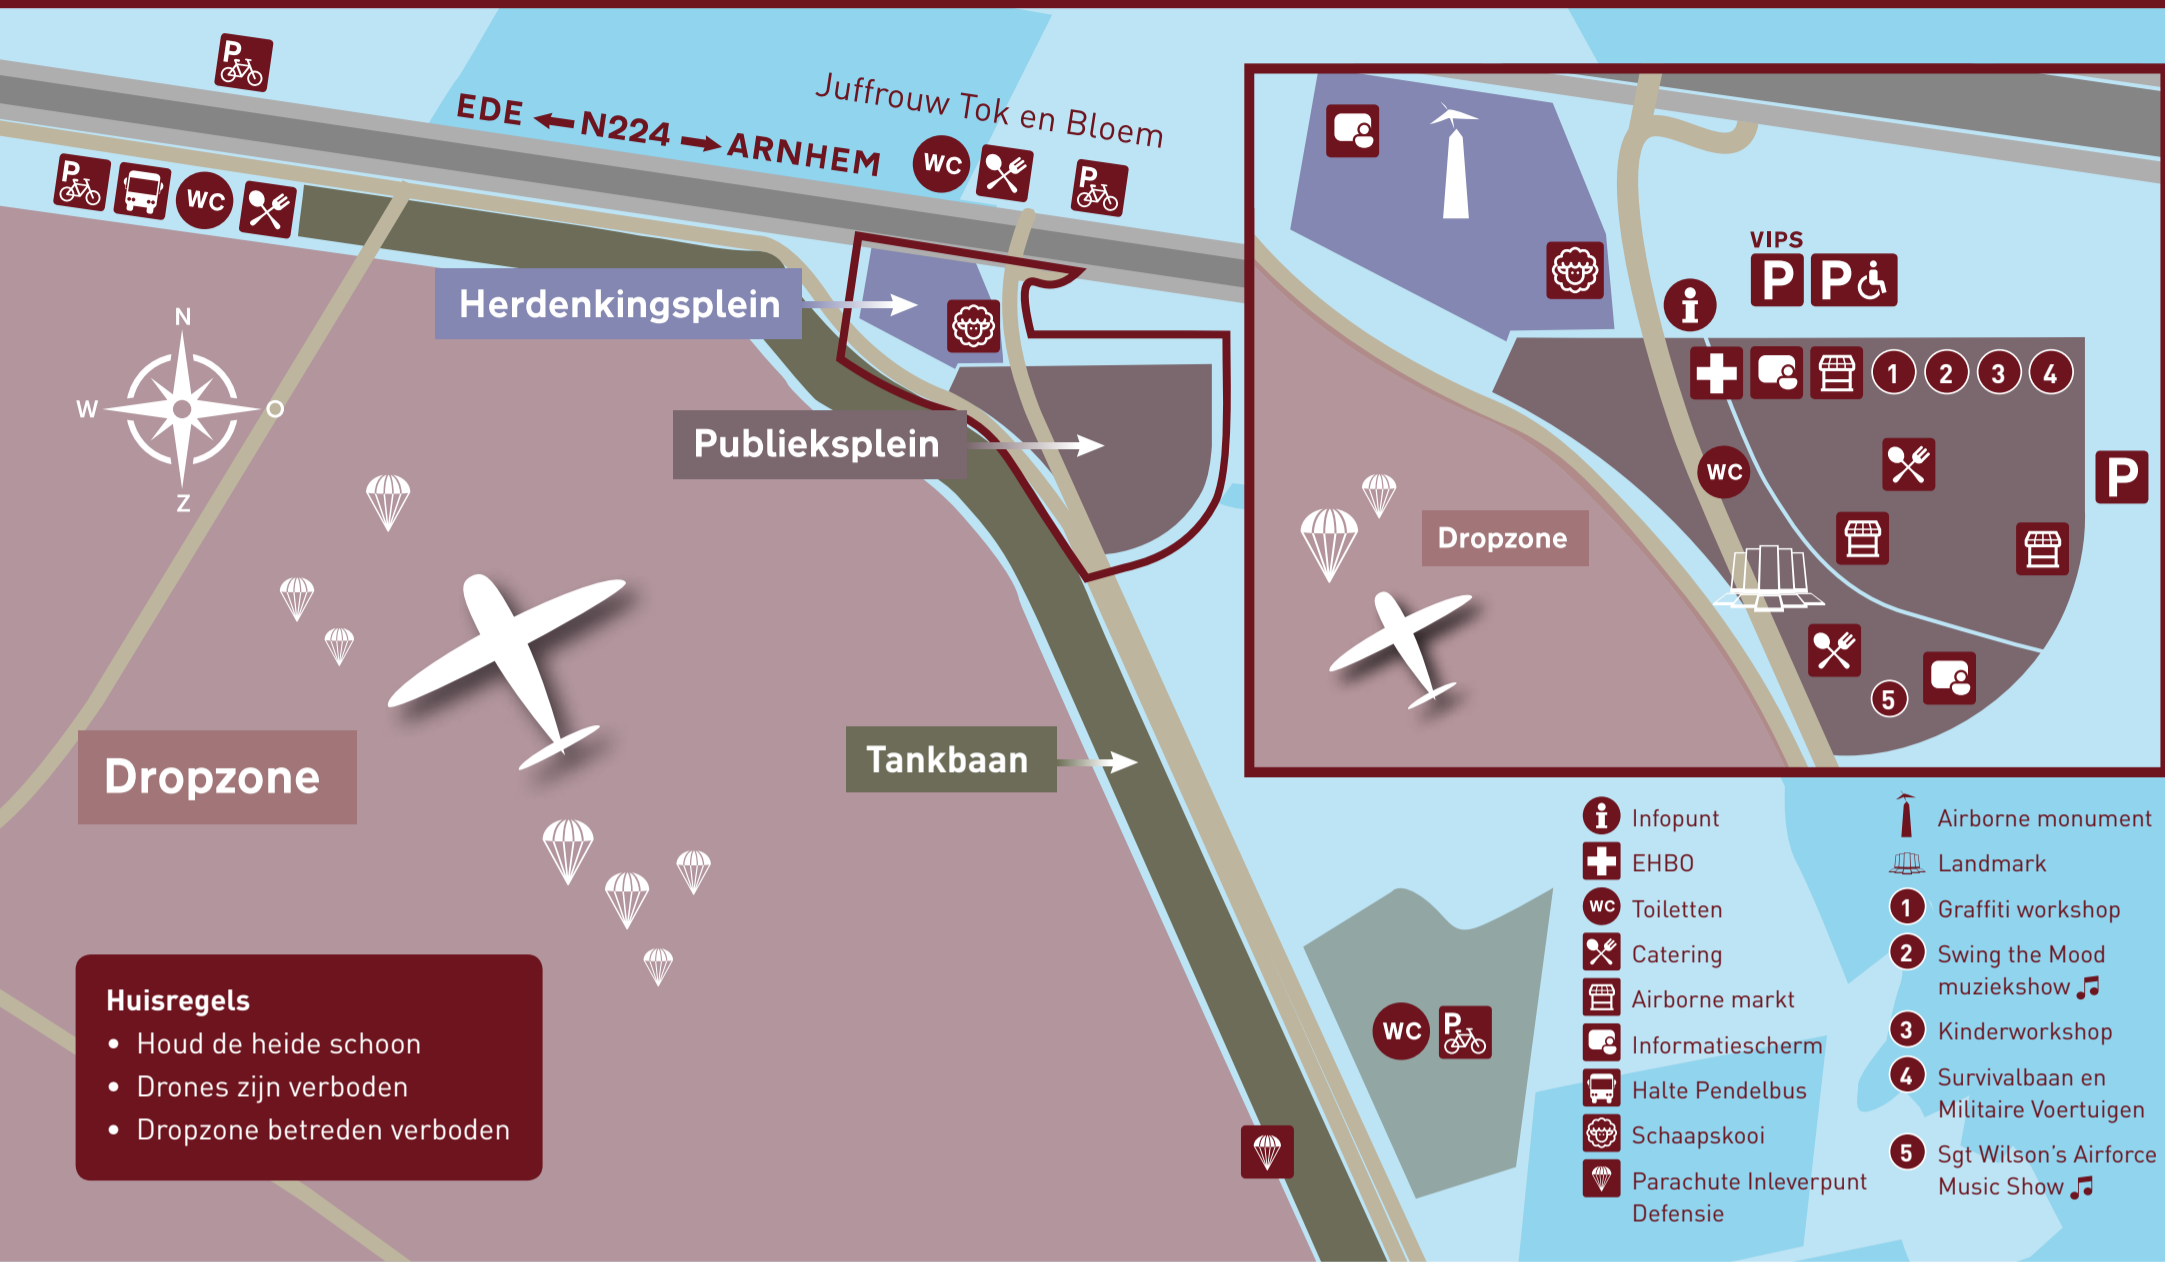 P
EDE
N224
ARNHEM
Juffrouw Tok en Bloem
WC
P
P
WC
Herdenkingsplein
N
W
O
Z
Publieksplein
Dropzone
Tankbaan
Huisregels
• Houd de heide schoon
• Drones zijn verboden
• Dropzone betreden verboden
WC
P
VIPS
P
P
i
1
2
3
4
WC
P
Dropzone
5
i Infopunt
EHBO
WC Toiletten
Catering
Airborne markt
Informatiescherm
Halte Pendelbus
Schaapskooi
Parachute Inleverpunt
Defensie
Airborne monument
Landmark
1 Graffiti workshop
2 Swing the Mood
muziekshow
3 Kinderworkshop
4 Survivalbaan en
Militaire Voertuigen
5 Sgt Wilson's Airforce
Music Show